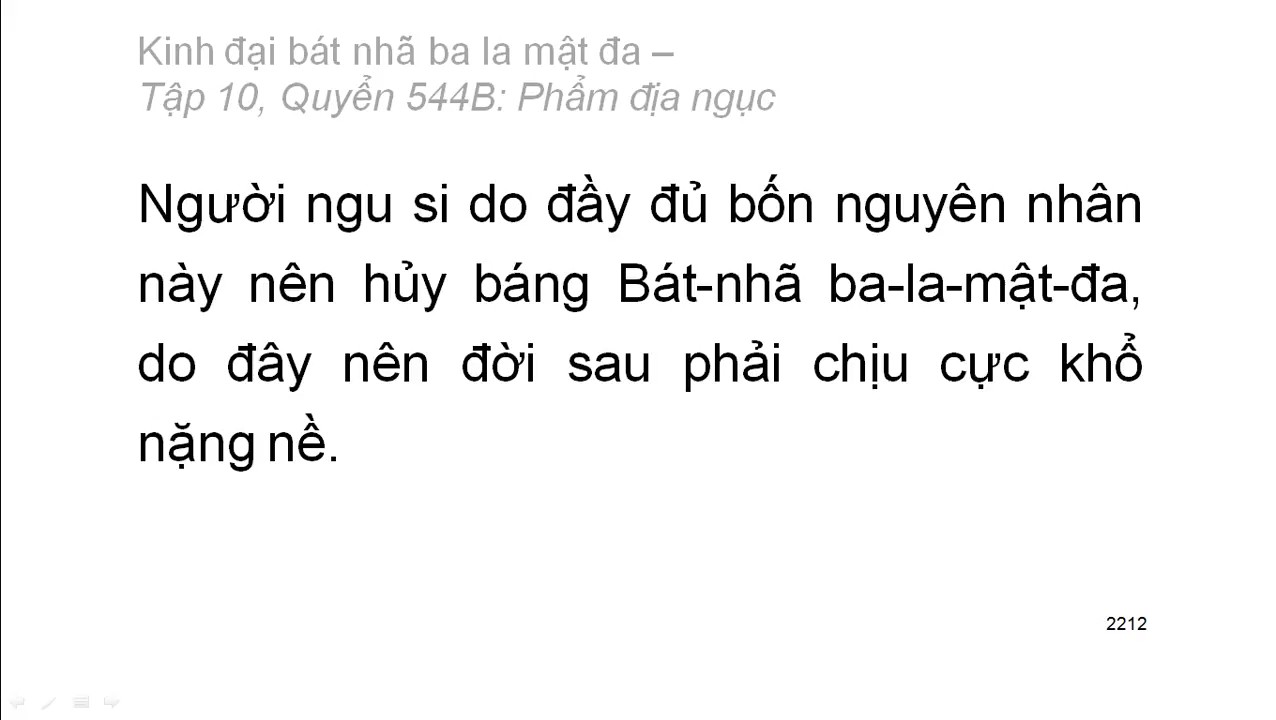 Kinh đại bát nhã ba la mật đa –
Tập 10, Quyển 544B: Phẩm địa ngục
Người ngu si do đầy đủ bốn nguyên nhân
này nên hủy báng Bát-nhã ba-la-mật-đa,
do đây nên đời sau phải chịu cực khổ
nặng nề.
2212